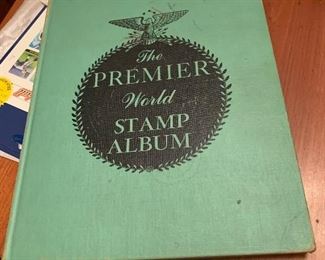 The
PREMIER
World
STAMP
ALBUM